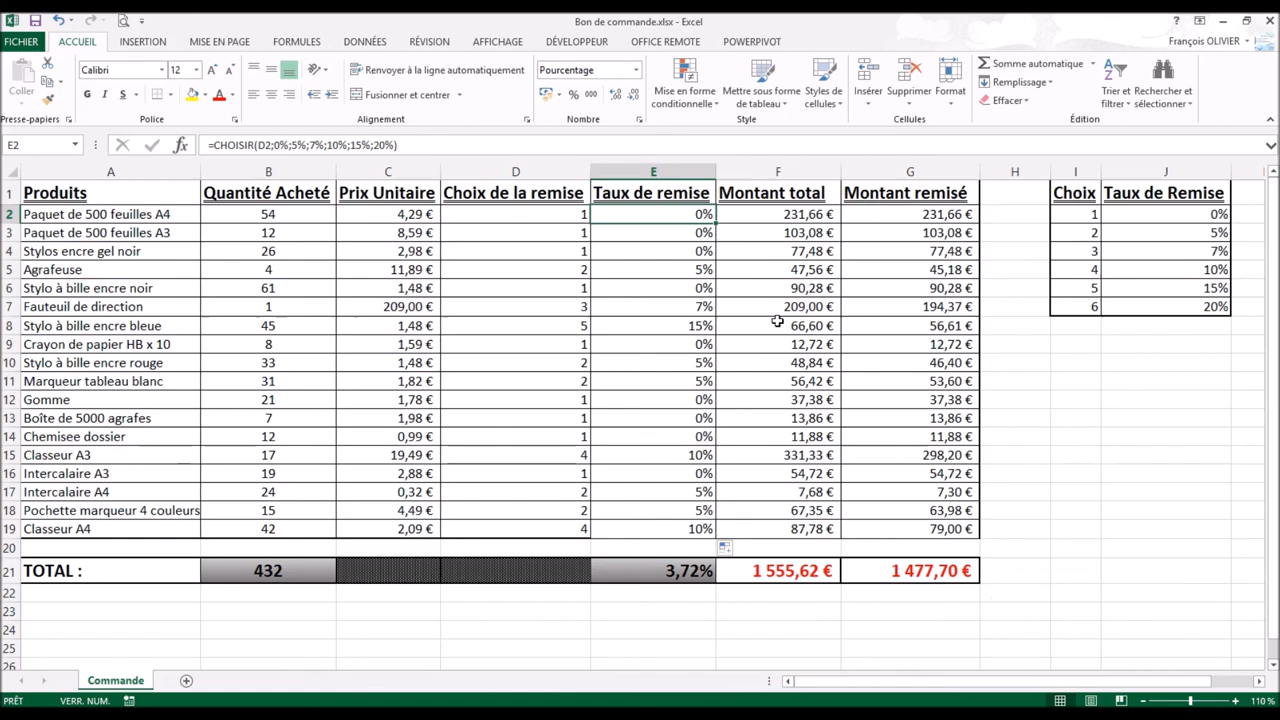 Bon de commande.xlsx - Excel
FICHIER ACCUEIL INSERTION MISE EN PAGE FORMULES DONNÉES RÉVISION AFFICHAGE DÉVELOPPEUR OFFICE REMOTE POWERPIVOT François OLIVIER
Coller
Calibri 12
G I S
Renvoyer à la ligne automatiquement
Fusionner et centrer
Pourcentage
% 000
Mise en forme conditionnelle
Mettre sous forme de tableau
Styles de cellules
Insérer Supprimer Format
Somme automatique
Remplissage
Effacer
Trier et filtrer
Rechercher et sélectionner
Presse-papiers Police Alignement Nombre Style Cellules Édition
E2 fx =CHOISIR(D2;0%;5%;7%;10%;15%;20%)
A B C D E F G H I J
1 Produits Quantité Acheté Prix Unitaire Choix de la remise Taux de remise Montant total Montant remisé Choix Taux de Remise
2 Paquet de 500 feuilles A4 54 4,29 € 1 0% 231,66 € 231,66 € 1 0%
3 Paquet de 500 feuilles A3 12 8,59 € 1 0% 103,08 € 103,08 € 2 5%
4 Stylos encre gel noir 26 2,98 € 1 0% 77,48 € 77,48 € 3 7%
5 Agrafeuse 4 11,89 € 2 5% 47,56 € 45,18 € 4 10%
6 Stylo à bille encre noir 61 1,48 € 1 0% 90,28 € 90,28 € 5 15%
7 Fauteuil de direction 1 209,00 € 3 7% 209,00 € 194,37 € 6 20%
8 Stylo à bille encre bleue 45 1,48 € 5 15% 66,60 € 56,61 €
9 Crayon de papier HB x 10 8 1,59 € 1 0% 12,72 € 12,72 €
10 Stylo à bille encre rouge 33 1,48 € 2 5% 48,84 € 46,40 €
11 Marqueur tableau blanc 31 1,82 € 2 5% 56,42 € 53,60 €
12 Gomme 21 1,78 € 1 0% 37,38 € 37,38 €
13 Boîte de 5000 agrafes 7 1,98 € 1 0% 13,86 € 13,86 €
14 Chemisee dossier 12 0,99 € 1 0% 11,88 € 11,88 €
15 Classeur A3 17 19,49 € 4 10% 331,33 € 298,20 €
16 Intercalaire A3 19 2,88 € 1 0% 54,72 € 54,72 €
17 Intercalaire A4 24 0,32 € 2 5% 7,68 € 7,30 €
18 Pochette marqueur 4 couleurs 15 4,49 € 2 5% 67,35 € 63,98 €
19 Classeur A4 42 2,09 € 4 10% 87,78 € 79,00 €
20
21 TOTAL : 432 3,72% 1 555,62 € 1 477,70 €
22
23
24
25
26
Commande
PRÊT VERR. NUM. 110 %